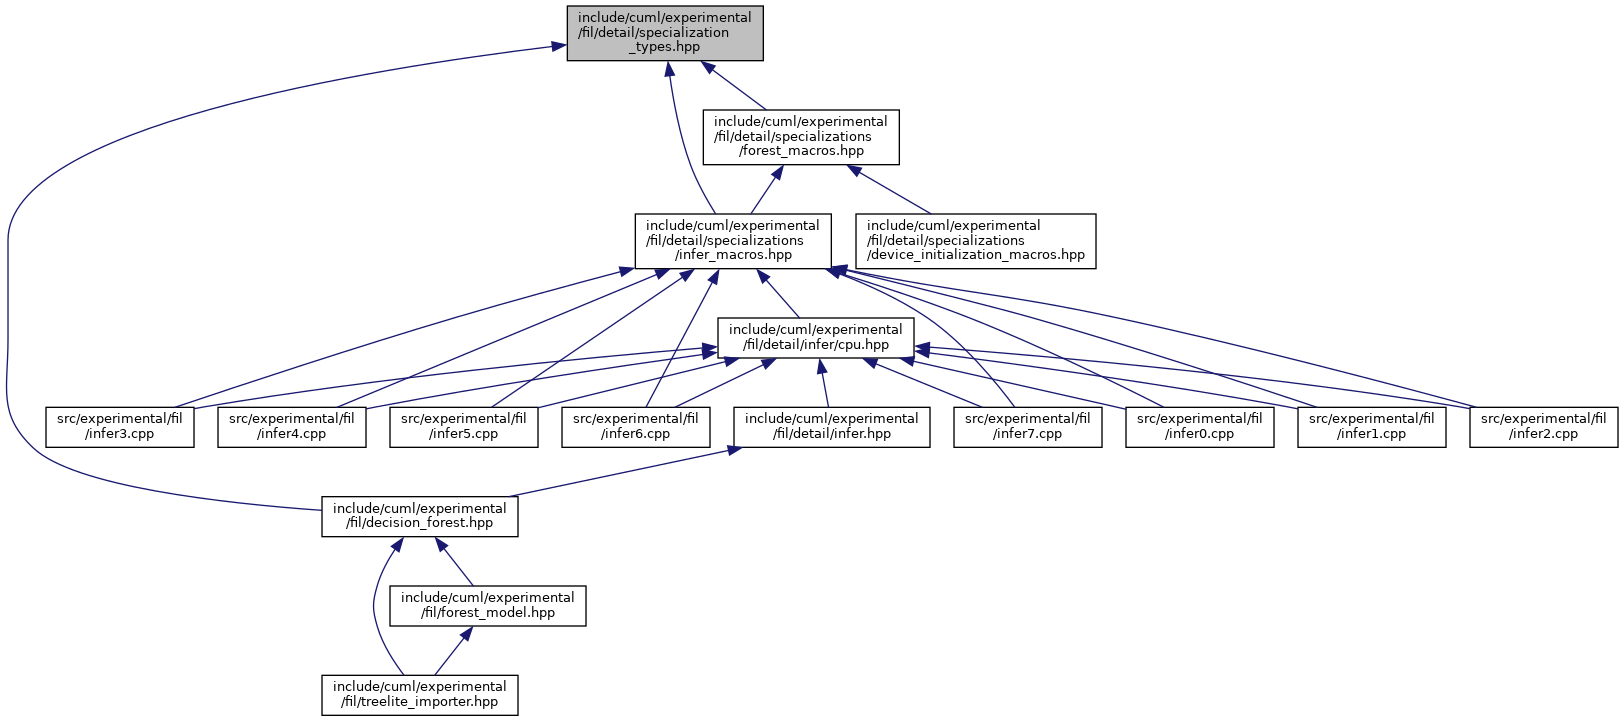 include/cuml/experimental
/fil/detail/specialization
_types.hpp
include/cuml/experimental
/fil/detail/specializations
/forest_macros.hpp
include/cuml/experimental
/fil/detail/specializations
/infer_macros.hpp
include/cuml/experimental
/fil/detail/specializations
/device_initialization_macros.hpp
include/cuml/experimental
/fil/detail/infer/cpu.hpp
src/experimental/fil
/infer3.cpp
src/experimental/fil
/infer4.cpp
src/experimental/fil
/infer5.cpp
src/experimental/fil
/infer6.cpp
include/cuml/experimental
/fil/detail/infer.hpp
src/experimental/fil
/infer7.cpp
src/experimental/fil
/infer0.cpp
src/experimental/fil
/infer1.cpp
src/experimental/fil
/infer2.cpp
include/cuml/experimental
/fil/decision_forest.hpp
include/cuml/experimental
/fil/forest_model.hpp
include/cuml/experimental
/fil/treelite_importer.hpp